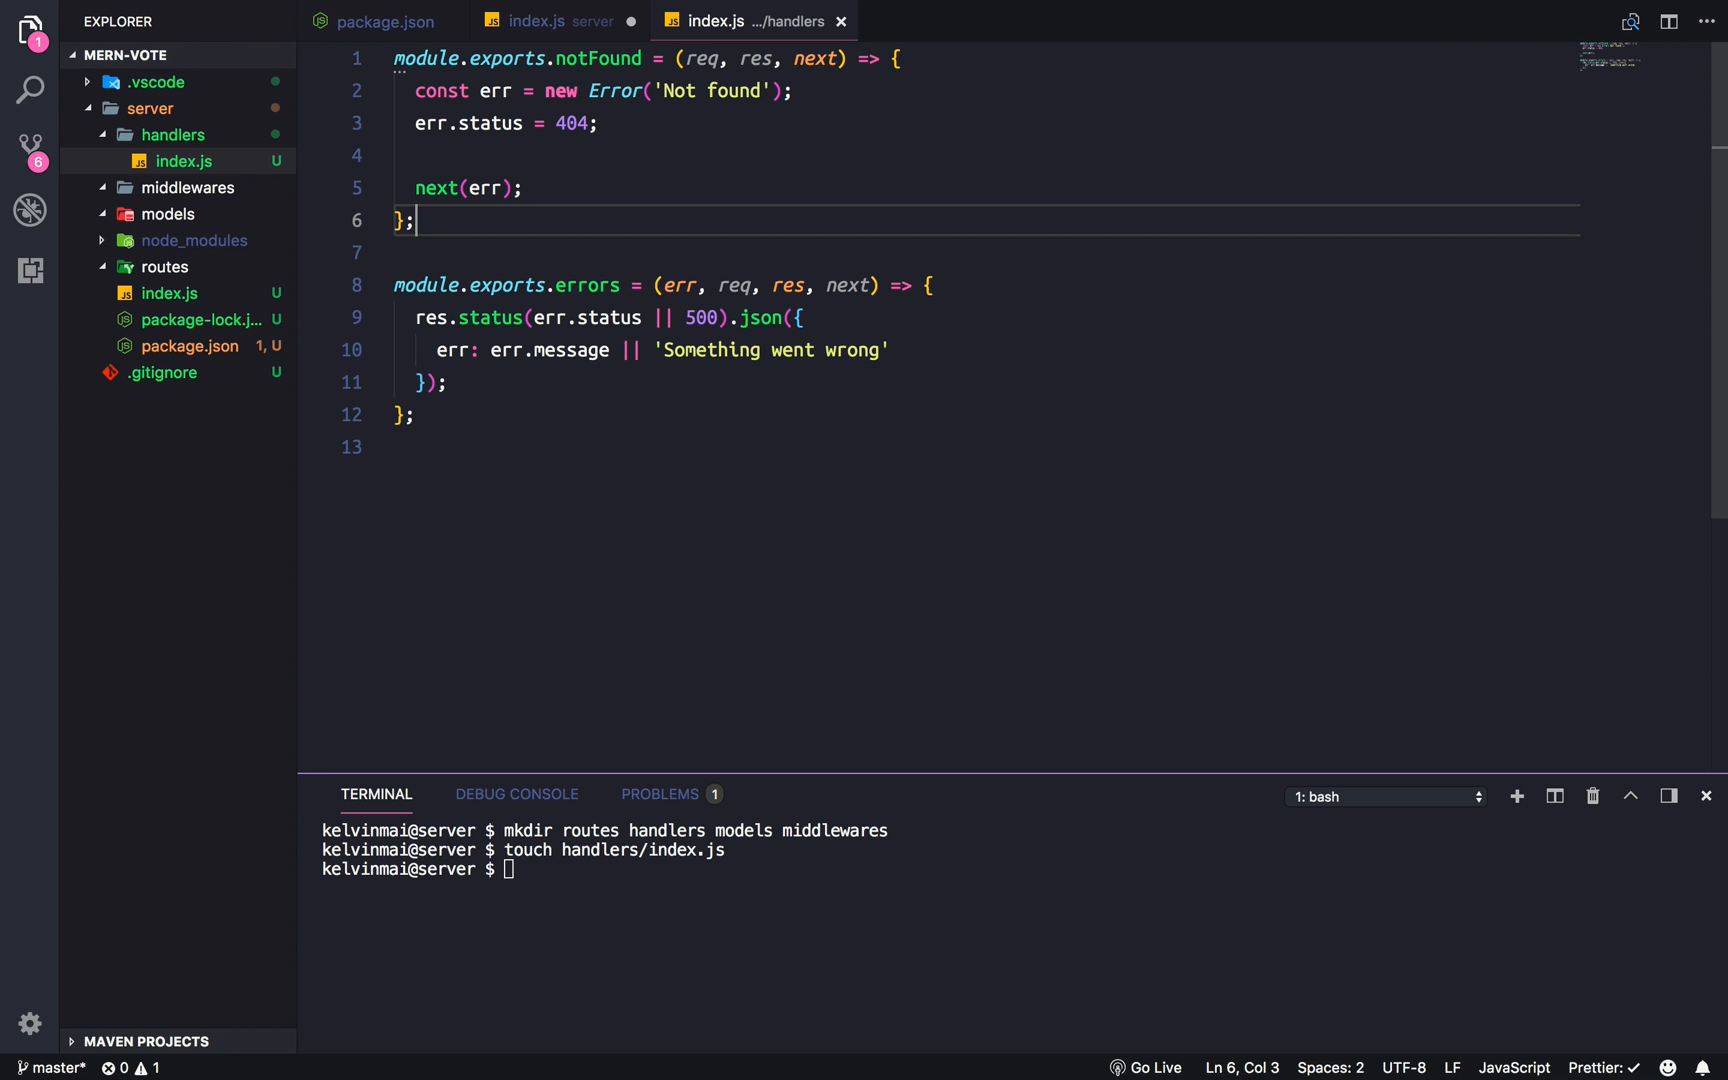 EXPLORER
MERN-VOTE
.vscode
server
handlers
index.js U
middlewares
models
node_modules
routes
index.js U
package-lock.j... U
package.json 1, U
.gitignore U
MAVEN PROJECTS
1
6
package.json
index.js server
index.js .../handlers
1 module.exports.notFound = (req, res, next) => {
2 const err = new Error('Not found');
3 err.status = 404;
4
5 next(err);
6 };
7
8 module.exports.errors = (err, req, res, next) => {
9 res.status(err.status || 500).json({
10 err: err.message || 'Something went wrong'
11 });
12 };
13
TERMINAL DEBUG CONSOLE PROBLEMS 1 1: bash
kelvinmai@server $ mkdir routes handlers models middlewares
kelvinmai@server $ touch handlers/index.js
kelvinmai@server $
master* 0 1 Go Live Ln 6, Col 3 Spaces: 2 UTF-8 LF JavaScript Prettier: ✓